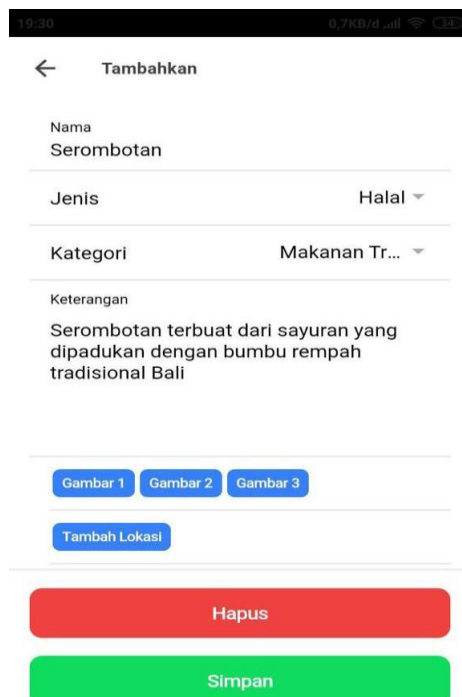 19:30 0,7KB/d 34
Tambahkan
Nama
Serombotan
Jenis Halal
Kategori Makanan Tr...
Keterangan
Serombotan terbuat dari sayuran yang
dipadukan dengan bumbu rempah
tradisional Bali
Gambar 1 Gambar 2 Gambar 3
Tambah Lokasi
Hapus
Simpan